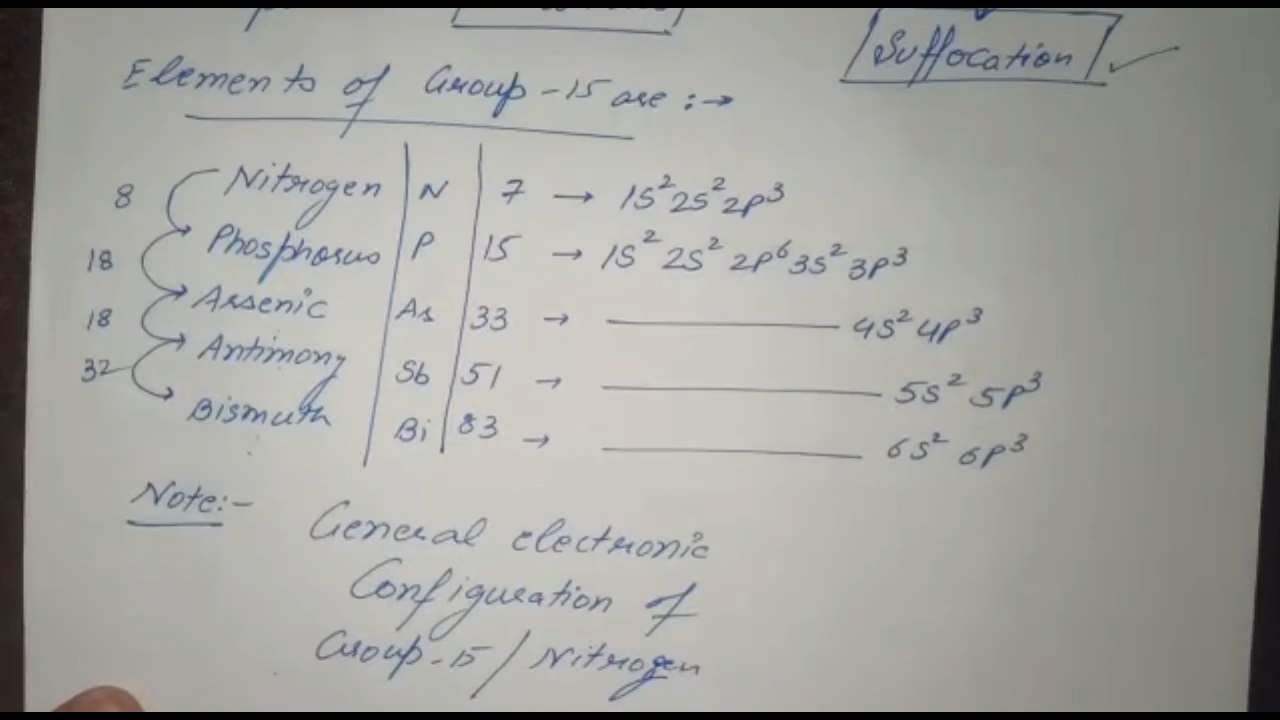 Suffocation
Elements of Group-15 are :→
8 Nitrogen N 7 → 1s² 2s² 2p³
18 Phosphorus P 15 → 1s² 2s² 2p⁶ 3s² 3p³
18 Arsenic As 33 → 4s² 4p³
32 Antimony Sb 51 → 5s² 5p³
Bismuth Bi 83 → 6s² 6p³
Note:-
General electronic
Configuration of
Group-15 / Nitrogen